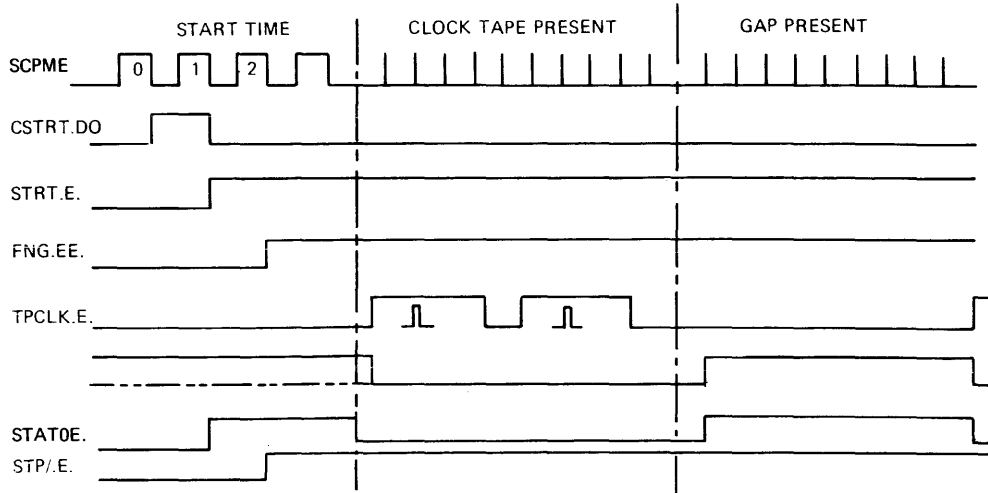 START TIME CLOCK TAPE PRESENT GAP PRESENT
SCPME 0 1 2
CSTRT.DO
STRT.E.
FNG.EE.
TPCLK.E.
STAT0E.
STP/.E.